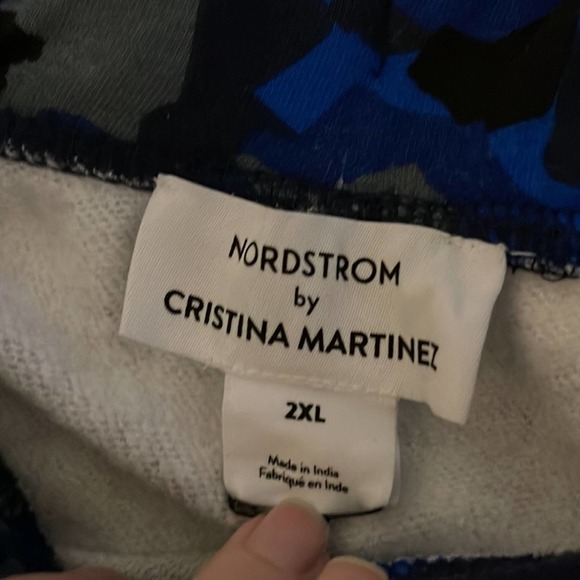 NORDSTROM
by
CRISTINA MARTINEZ
2XL
Made in India
Fabriqué en Inde